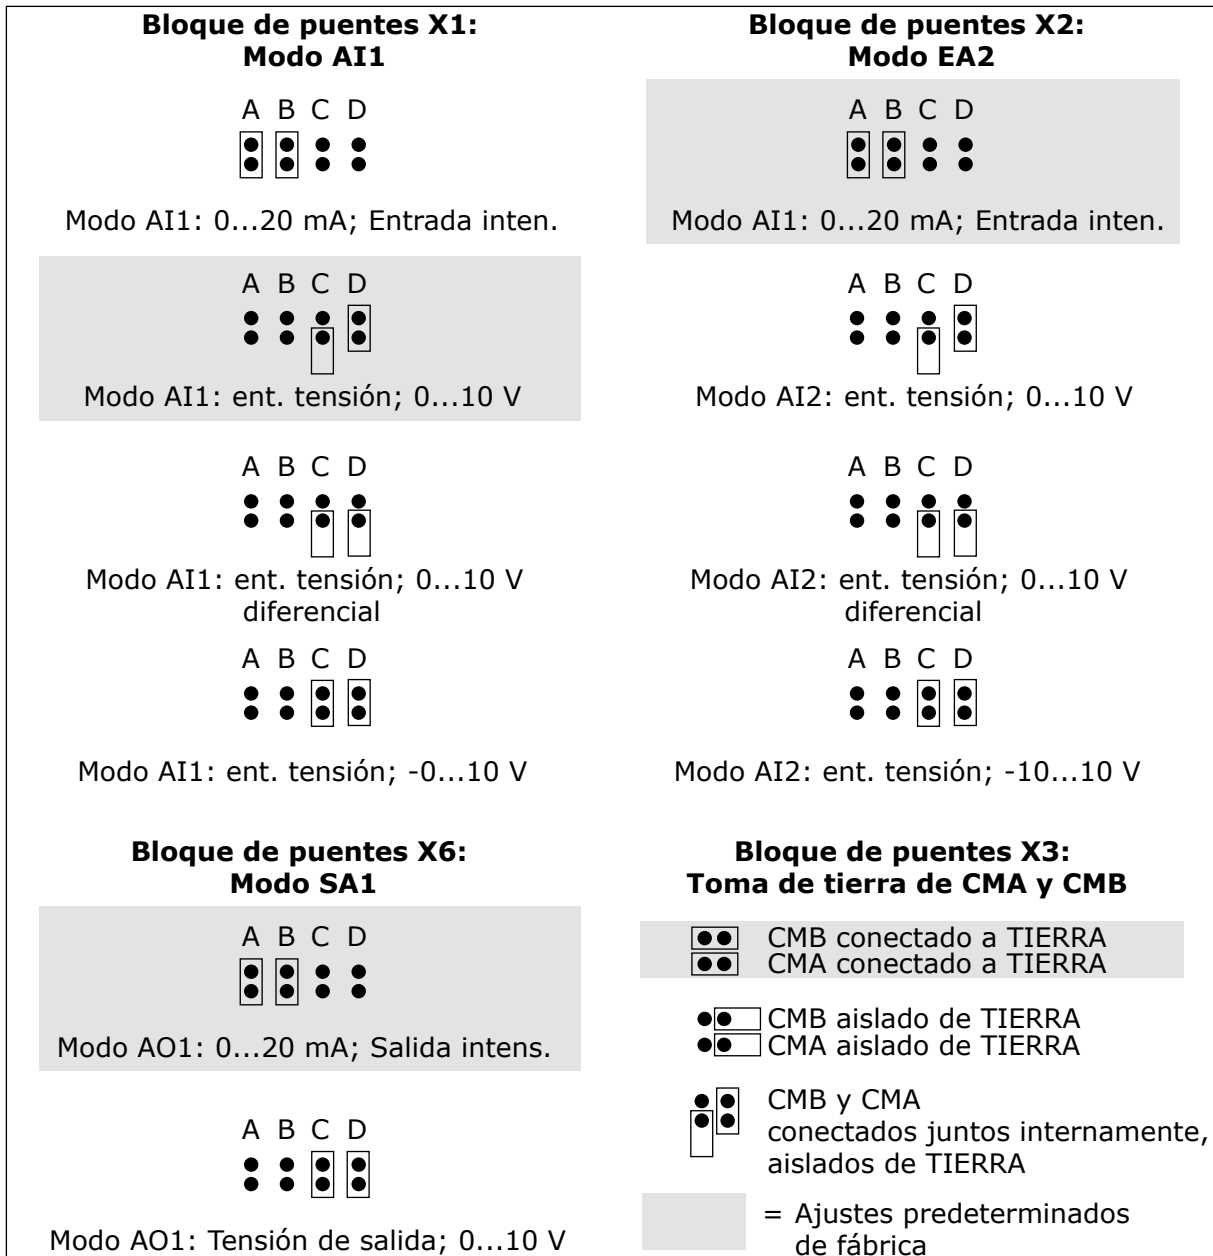 Bloque de puentes X1:
Modo AI1
A B C D
Modo AI1: 0...20 mA; Entrada inten.
A B C D
Modo AI1: ent. tensión; 0...10 V
A B C D
Modo AI1: ent. tensión; 0...10 V
diferencial
A B C D
Modo AI1: ent. tensión; -0...10 V
Bloque de puentes X2:
Modo EA2
A B C D
Modo AI1: 0...20 mA; Entrada inten.
A B C D
Modo AI2: ent. tensión; 0...10 V
A B C D
Modo AI2: ent. tensión; 0...10 V
diferencial
A B C D
Modo AI2: ent. tensión; -10...10 V
Bloque de puentes X6:
Modo SA1
A B C D
Modo AO1: 0...20 mA; Salida intens.
A B C D
Modo AO1: Tensión de salida; 0...10 V
Bloque de puentes X3:
Toma de tierra de CMA y CMB
CMB conectado a TIERRA
CMA conectado a TIERRA
CMB aislado de TIERRA
CMA aislado de TIERRA
CMB y CMA
conectados juntos internamente,
aislados de TIERRA
= Ajustes predeterminados
de fábrica